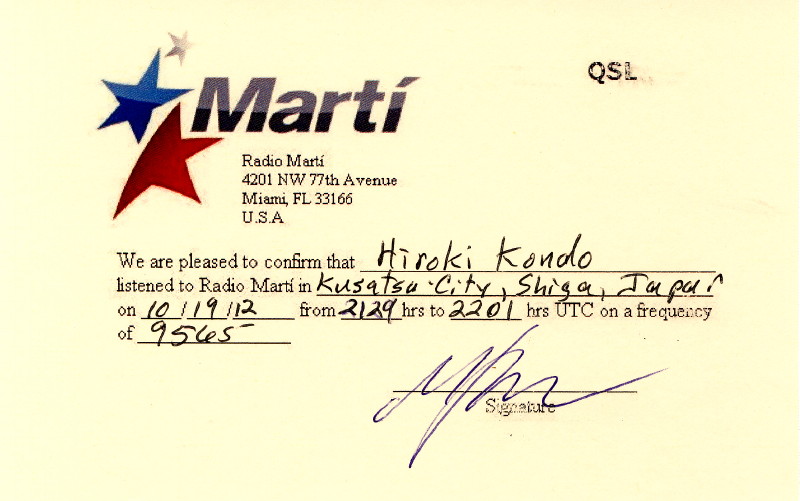 QSL
Martí
Radio Martí
4201 NW 77th Avenue
Miami, FL 33166
U.S.A
We are pleased to confirm that Hiroki Kondo
listened to Radio Martí in Kusatsu-City, Shiga, Japan
on 10/19/12 from 2129 hrs to 2201 hrs UTC on a frequency
of 9565
Signature